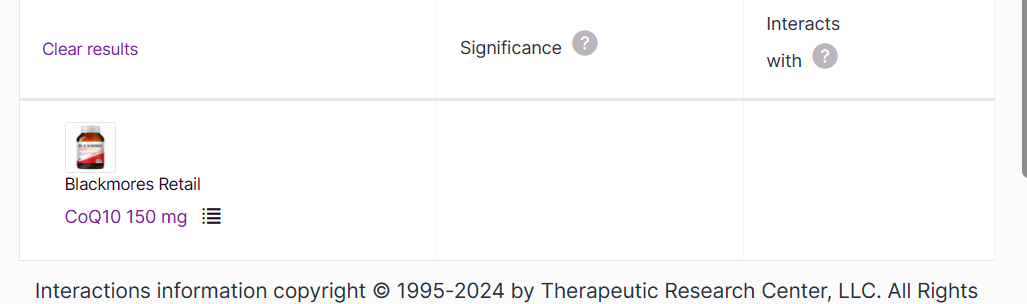 Clear results
Significance ?
Interacts
with ?
Blackmores Retail
CoQ10 150 mg
Interactions information copyright © 1995-2024 by Therapeutic Research Center, LLC. All Rights